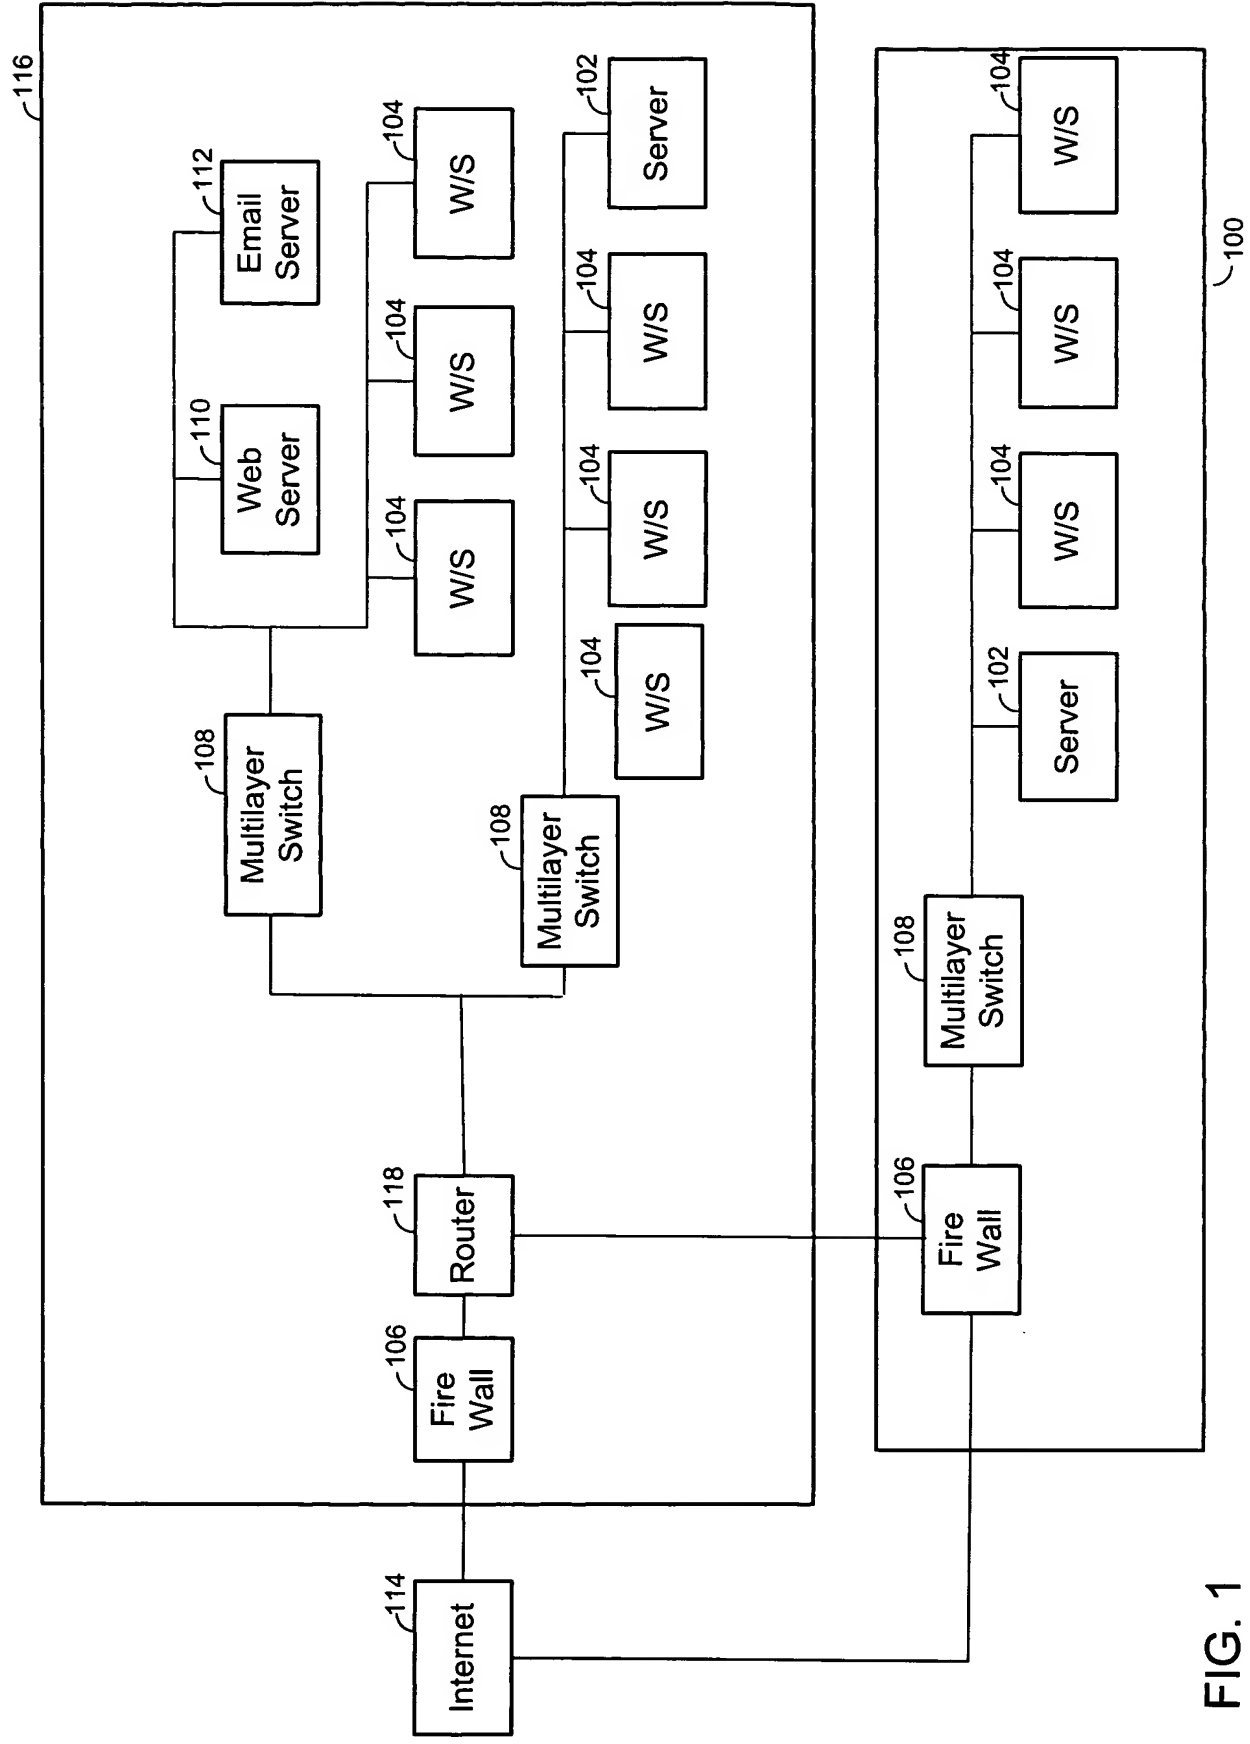 116
112
Email
Server
110
Web
Server
104
W/S
104
W/S
104
W/S
108
Multilayer
Switch
102
Server
104
W/S
104
W/S
104
W/S
108
Multilayer
Switch
118
Router
106
Fire
Wall
114
Internet
104
W/S
104
W/S
104
W/S
102
Server
108
Multilayer
Switch
106
Fire
Wall
100
FIG. 1